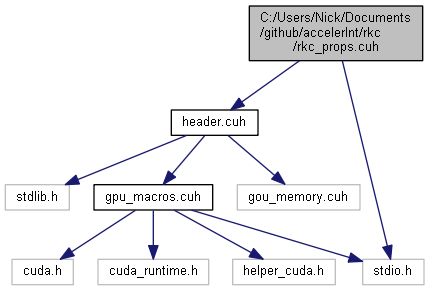 C:/Users/Nick/Documents
/github/accelerInt/rkc
/rkc_props.cuh
header.cuh
stdlib.h
gpu_macros.cuh
gou_memory.cuh
cuda.h
cuda_runtime.h
helper_cuda.h
stdio.h